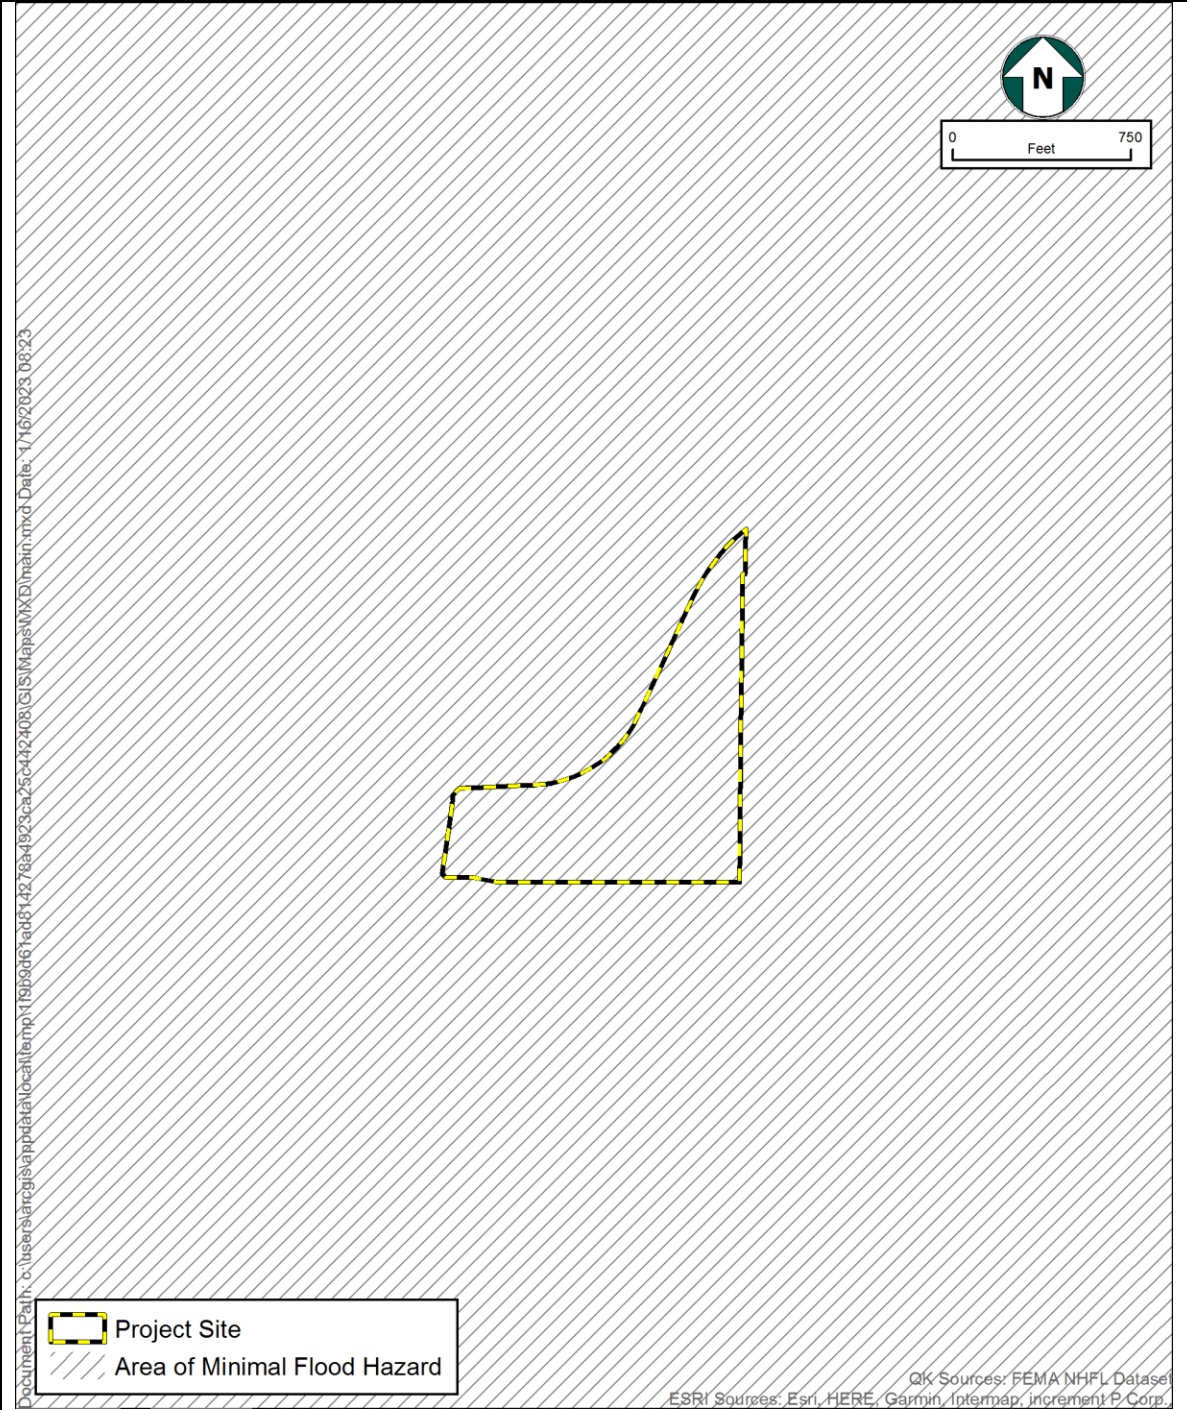 N
0 750
Feet
Document Path: c:\users\arcgis\appdata\local\temp\1f9b9d61ad814278a4923ca25c442408\GIS\Maps\MXD\main.mxd Date: 1/16/2023 08:23
Project Site
Area of Minimal Flood Hazard
QK Sources: FEMA NHFL Dataset
ESRI Sources: Esri, HERE, Garmin, Intermap, increment P Corp.,